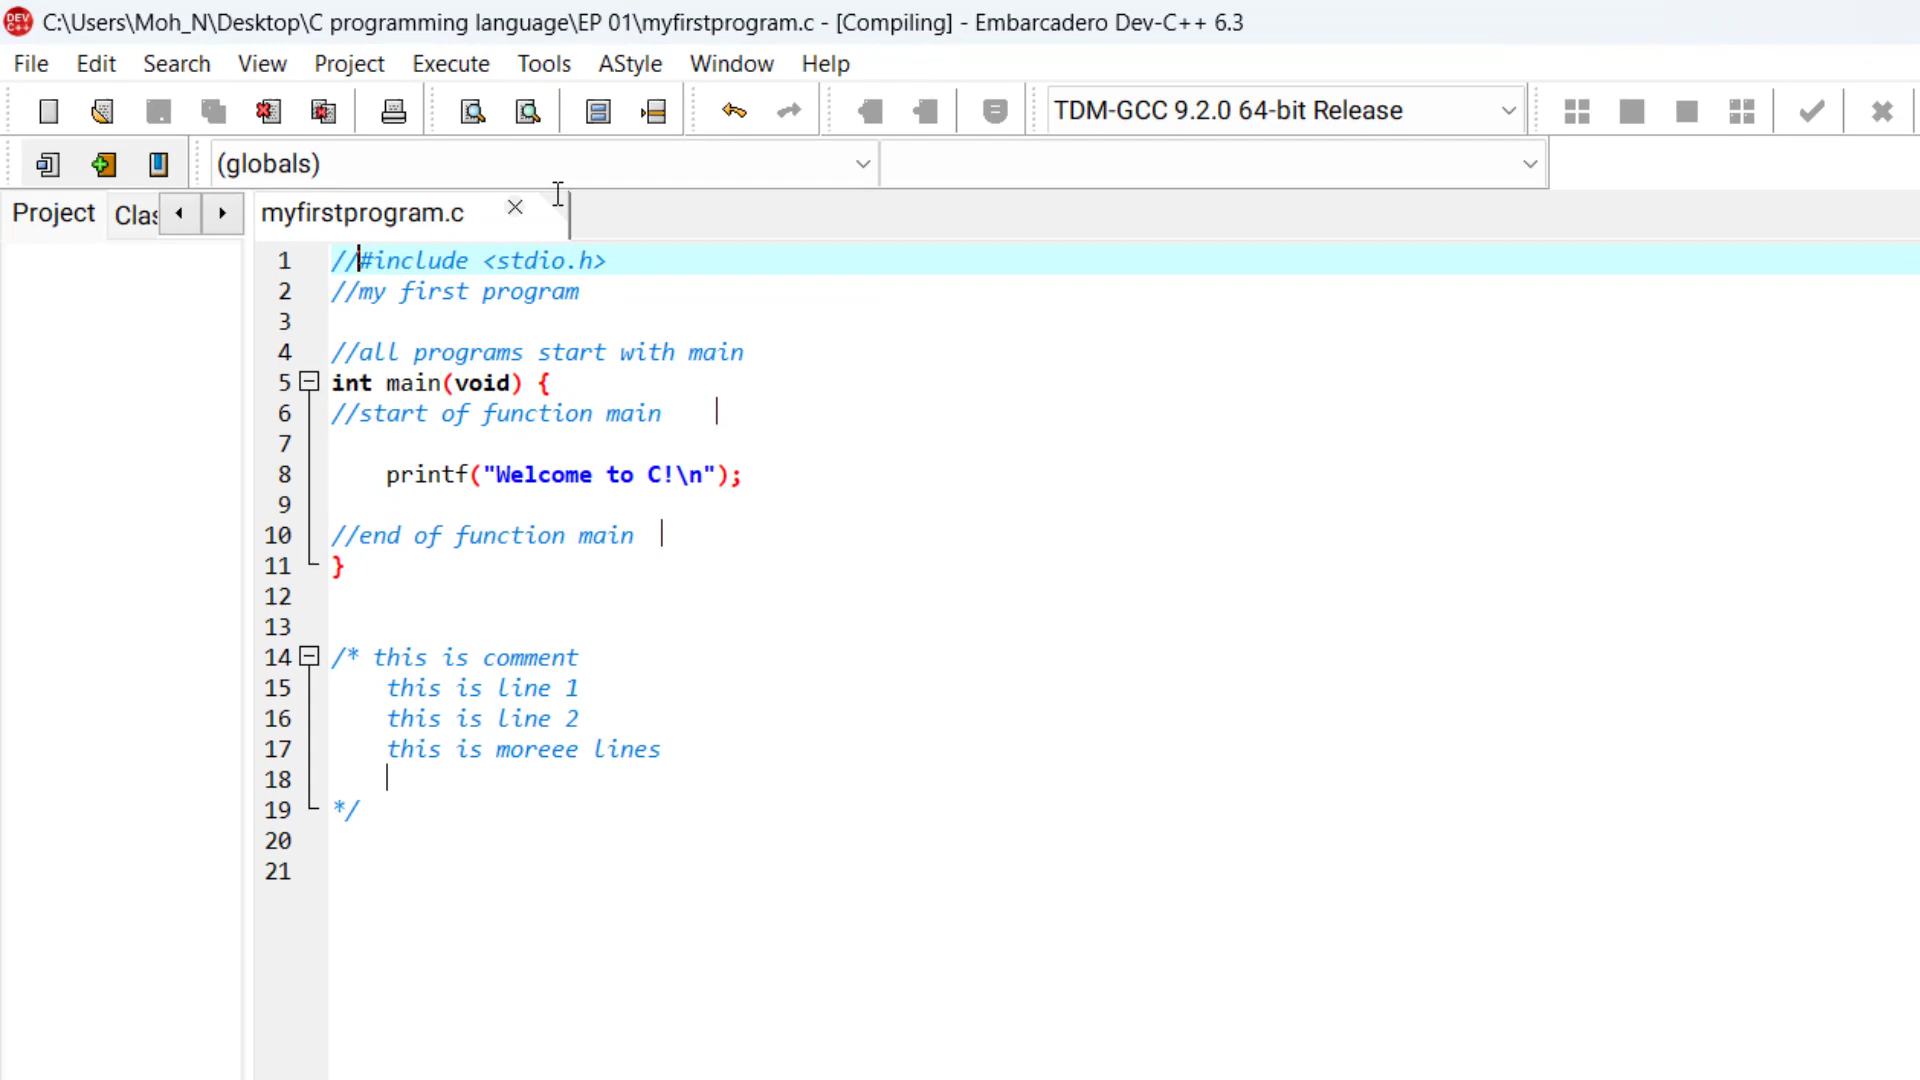 C:\Users\Moh_N\Desktop\C programming language\EP 01\myfirstprogram.c - [Compiling] - Embarcadero Dev-C++ 6.3
File Edit Search View Project Execute Tools AStyle Window Help
TDM-GCC 9.2.0 64-bit Release
(globals)
Project Clas myfirstprogram.c
1 //#include <stdio.h>
2 //my first program
3
4 //all programs start with main
5 int main(void) {
6 //start of function main
7
8 printf("Welcome to C!\n");
9
10 //end of function main
11 }
12
13
14 /* this is comment
15 this is line 1
16 this is line 2
17 this is moreee lines
18
19 */
20
21